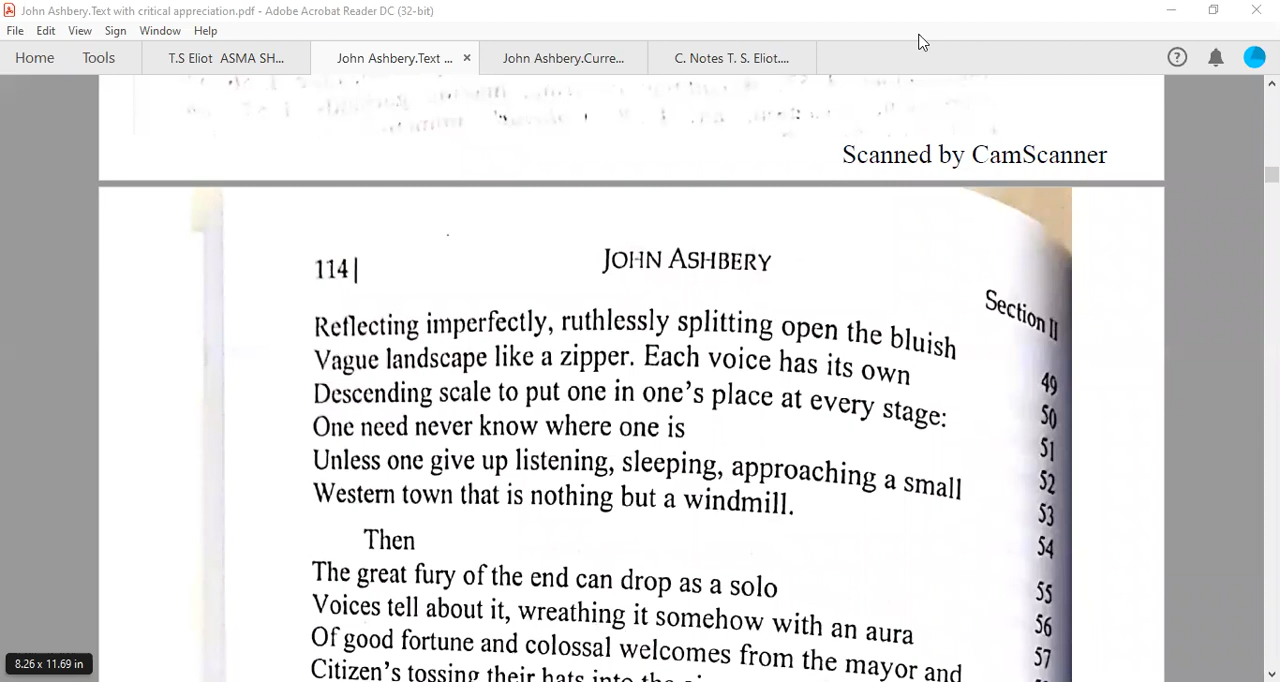 John Ashbery.Text with critical appreciation.pdf - Adobe Acrobat Reader DC (32-bit)
File Edit View Sign Window Help
Home Tools T.S Eliot ASMA SH... John Ashbery.Text ... × John Ashbery.Curre... C. Notes T. S. Eliot....
Scanned by CamScanner
114| JOHN ASHBERY
Section II
Reflecting imperfectly, ruthlessly splitting open the bluish 49
Vague landscape like a zipper. Each voice has its own 50
Descending scale to put one in one's place at every stage: 51
One need never know where one is 52
Unless one give up listening, sleeping, approaching a small 53
Western town that is nothing but a windmill. 54
Then
The great fury of the end can drop as a solo 55
Voices tell about it, wreathing it somehow with an aura 56
Of good fortune and colossal welcomes from the mayor and 57
Citizen's tossing their hats into the
8.26 x 11.69 in